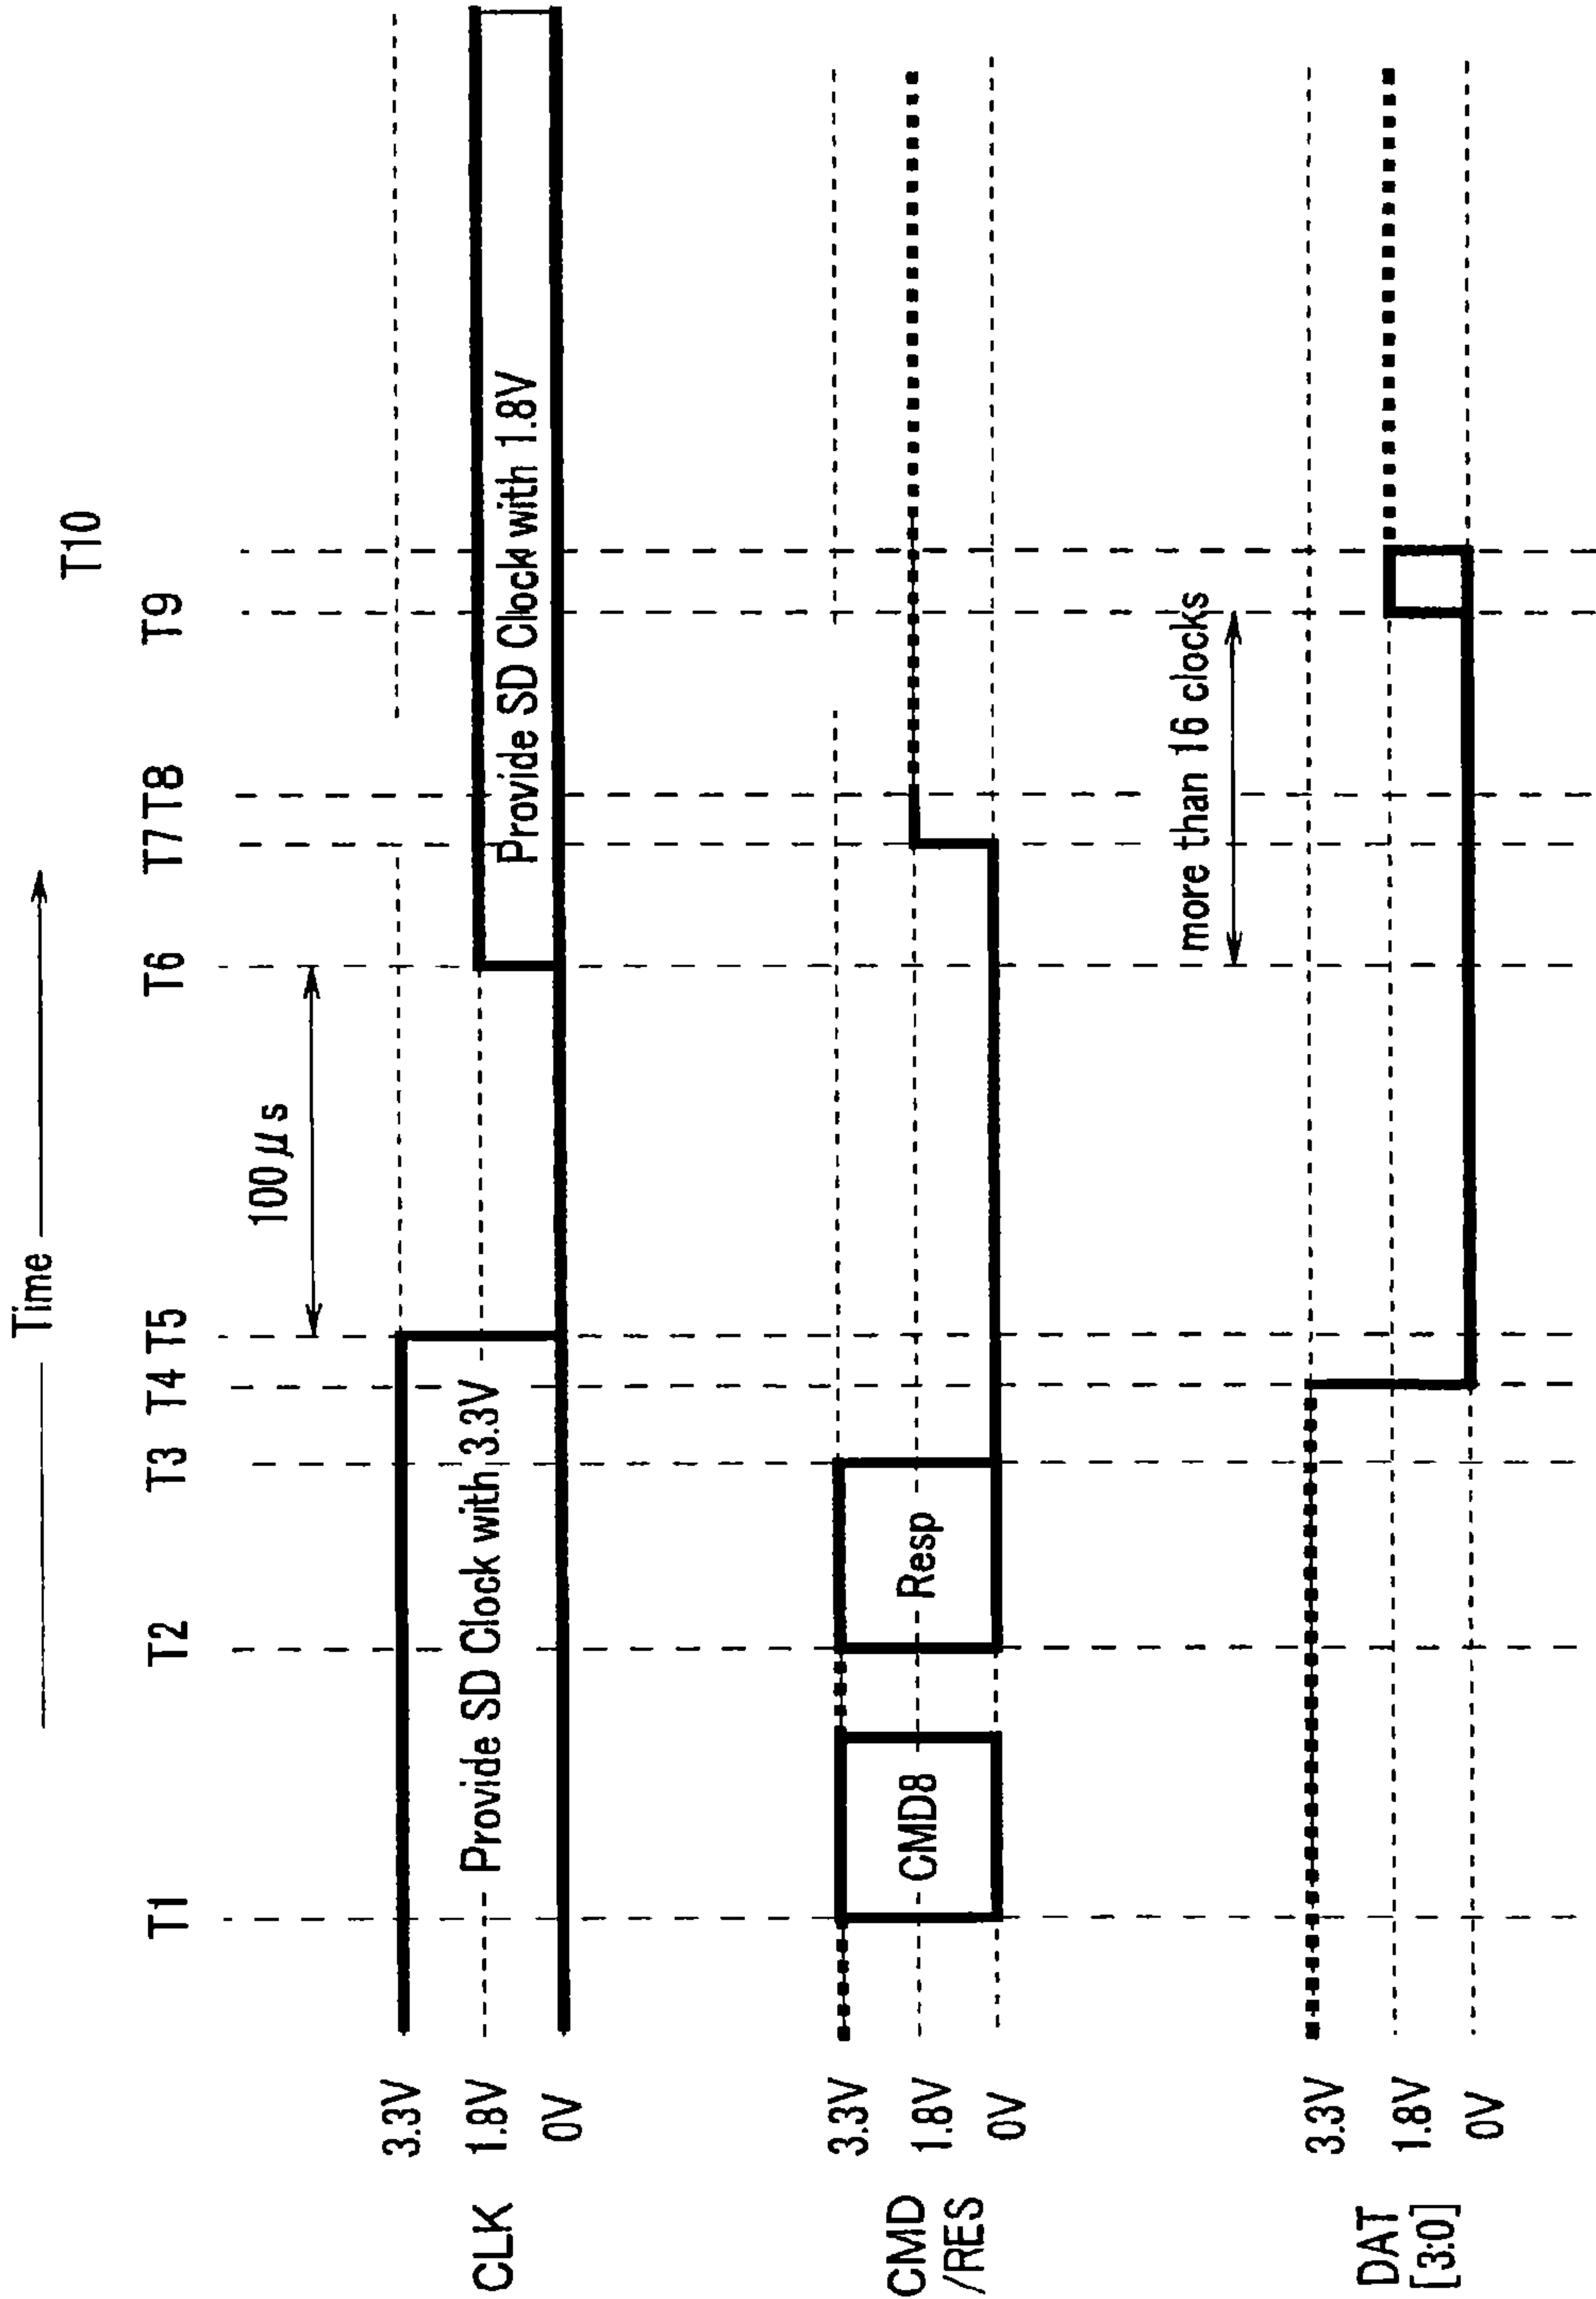 Time
T1 T2 T3 T4 T5 T6 T7 T8 T9 T10
100μs
CLK
3.3V
1.8V
0V
Provide SD Clock with 3.3V
Provide SD Clock with 1.8V
CMD
/RES
3.3V
1.8V
0V
CMD8
Resp
more than 16 clocks
DAT
[3:0]
3.3V
1.8V
0V